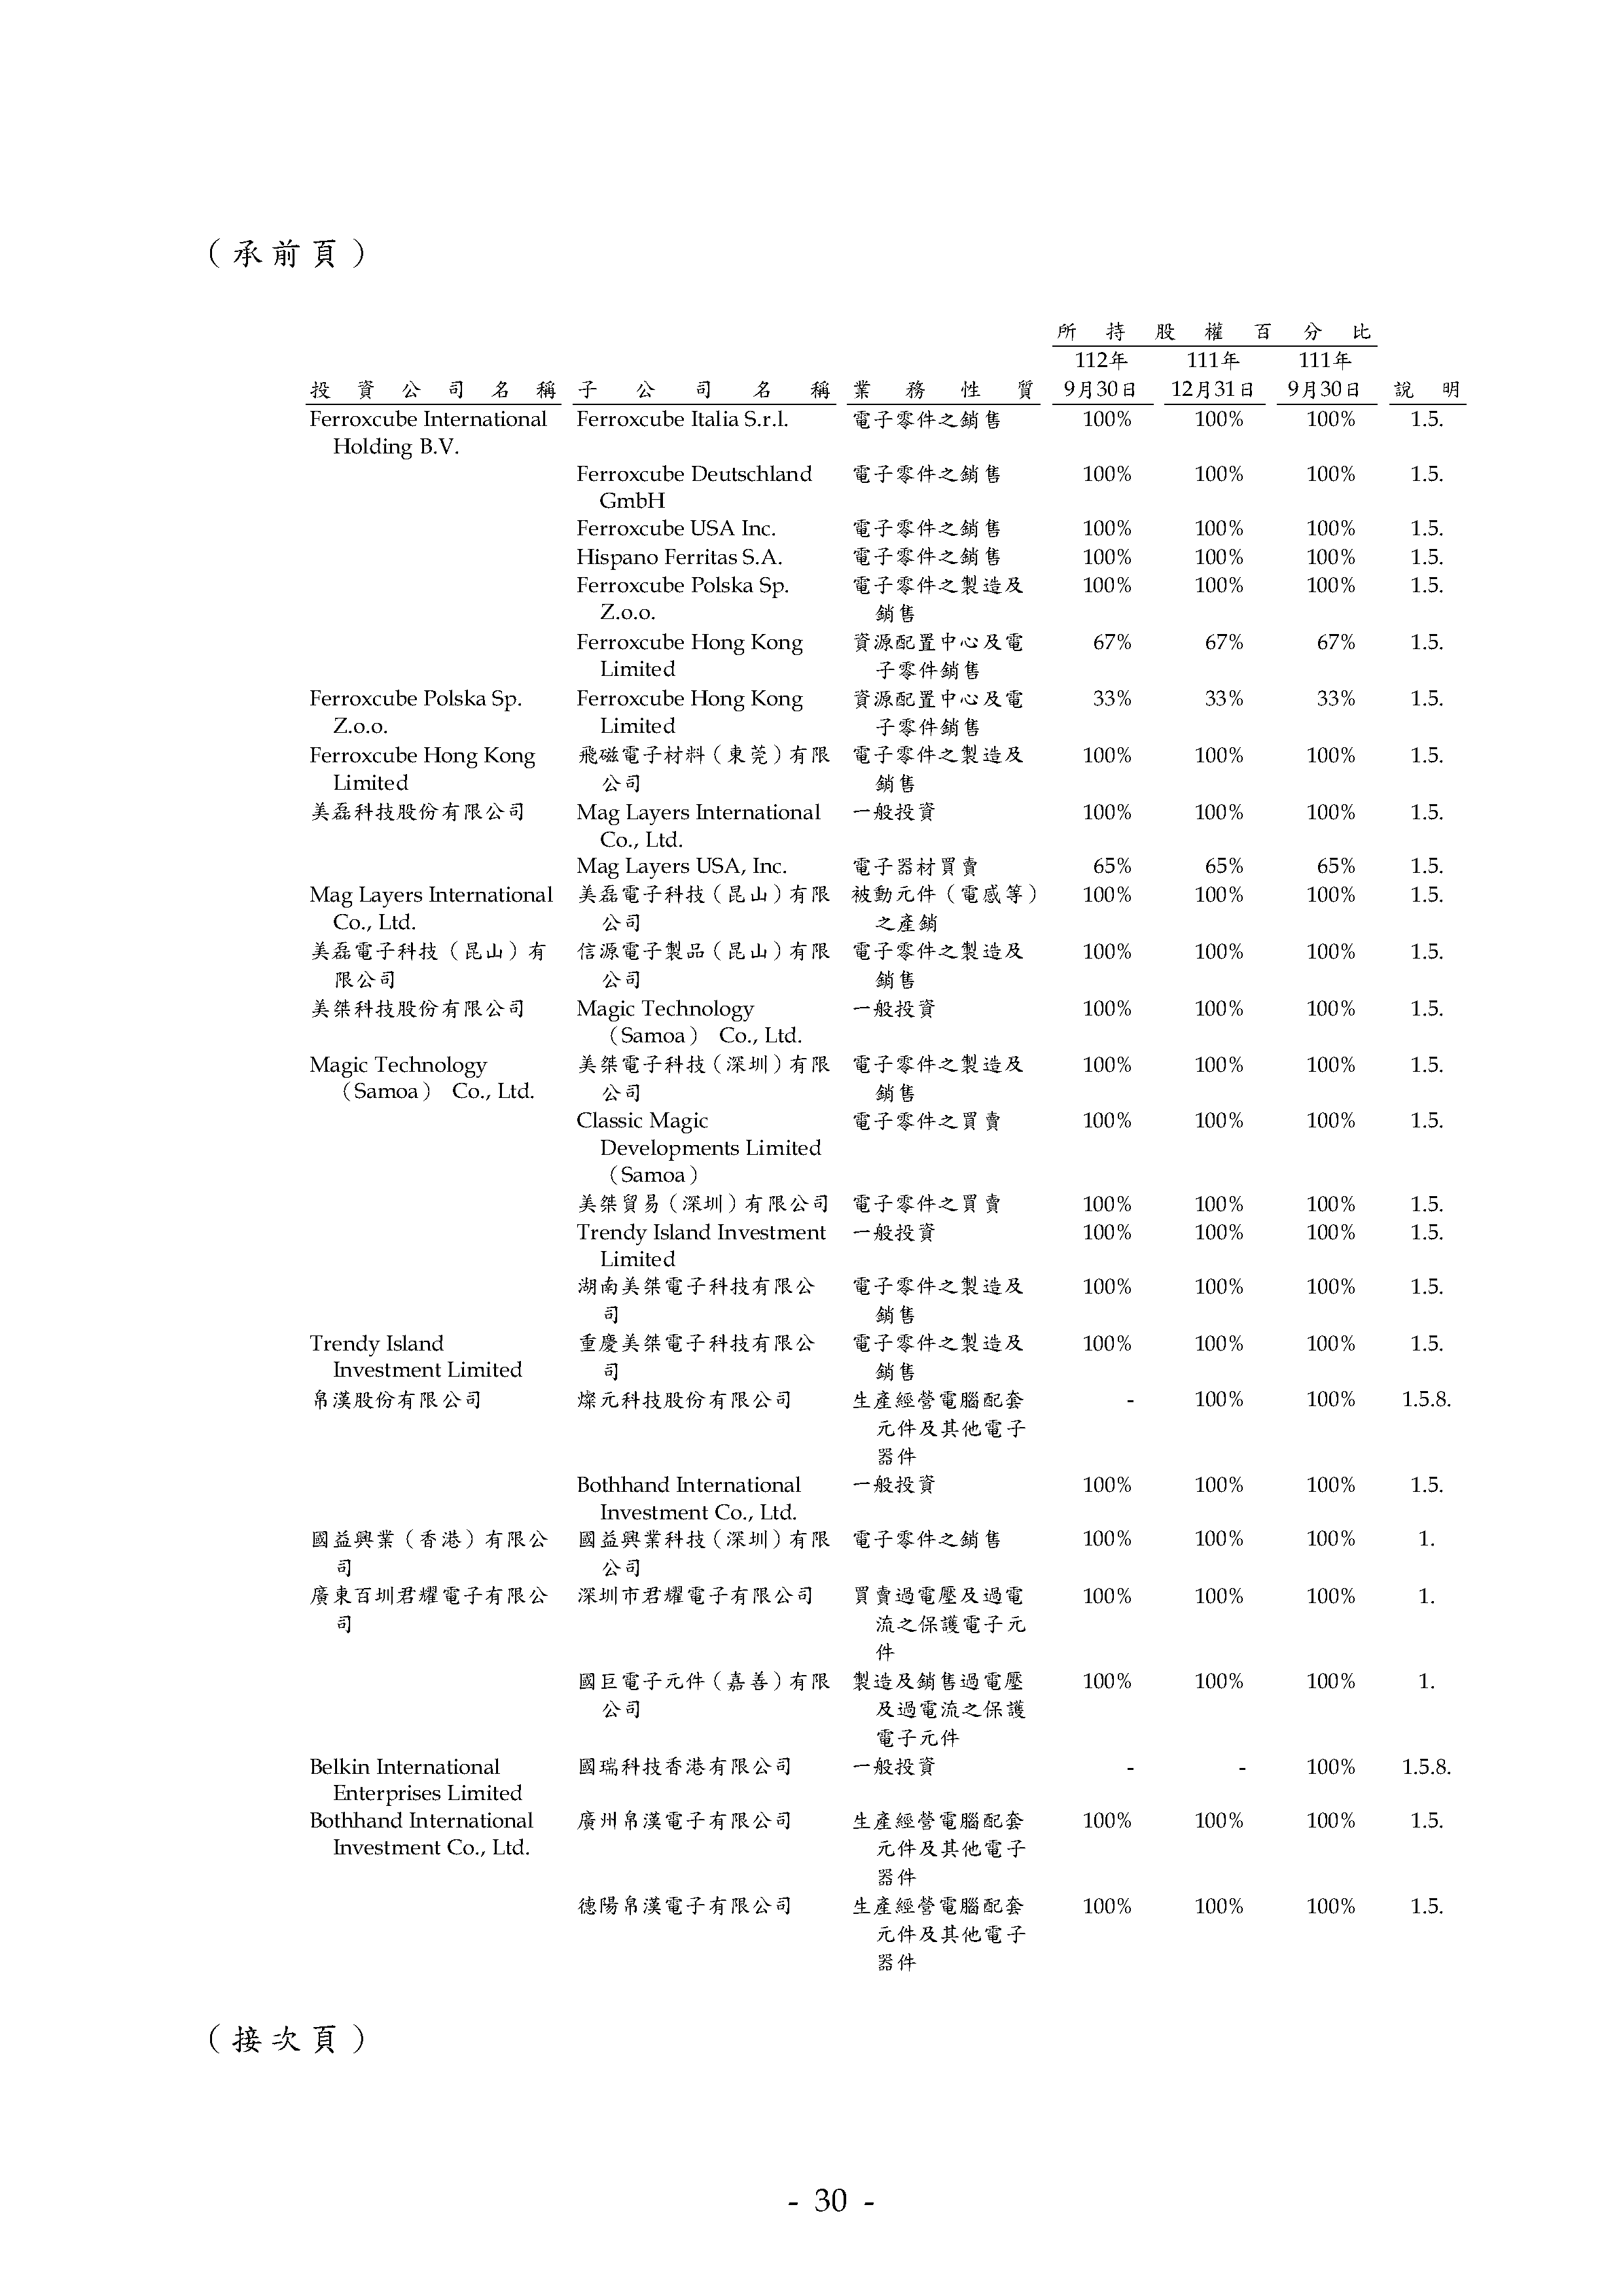 （承前頁）
所持股權百分比
112年 111年 111年
投資公司名稱 子公司名稱 業務性質 9月30日 12月31日 9月30日 說明
Ferroxcube International Ferroxcube Italia S.r.l. 電子零件之銷售 100% 100% 100% 1.5.
Holding B.V.
Ferroxcube Deutschland 電子零件之銷售 100% 100% 100% 1.5.
GmbH
Ferroxcube USA Inc. 電子零件之銷售 100% 100% 100% 1.5.
Hispano Ferritas S.A. 電子零件之銷售 100% 100% 100% 1.5.
Ferroxcube Polska Sp. 電子零件之製造及 100% 100% 100% 1.5.
Z.o.o. 銷售
Ferroxcube Hong Kong 資源配置中心及電 67% 67% 67% 1.5.
Limited 子零件銷售
Ferroxcube Polska Sp. Ferroxcube Hong Kong 資源配置中心及電 33% 33% 33% 1.5.
Z.o.o. Limited 子零件銷售
Ferroxcube Hong Kong 飛磁電子材料（東莞）有限 電子零件之製造及 100% 100% 100% 1.5.
Limited 公司 銷售
美磊科技股份有限公司 Mag Layers International 一般投資 100% 100% 100% 1.5.
Co., Ltd.
Mag Layers USA, Inc. 電子器材買賣 65% 65% 65% 1.5.
Mag Layers International 美磊電子科技（昆山）有限 被動元件（電感等） 100% 100% 100% 1.5.
Co., Ltd. 公司 之產銷
美磊電子科技（昆山）有 信源電子製品（昆山）有限 電子零件之製造及 100% 100% 100% 1.5.
限公司 公司 銷售
美桀科技股份有限公司 Magic Technology 一般投資 100% 100% 100% 1.5.
（Samoa） Co., Ltd.
Magic Technology 美桀電子科技（深圳）有限 電子零件之製造及 100% 100% 100% 1.5.
（Samoa） Co., Ltd. 公司 銷售
Classic Magic 電子零件之買賣 100% 100% 100% 1.5.
Developments Limited
（Samoa）
美桀貿易（深圳）有限公司 電子零件之買賣 100% 100% 100% 1.5.
Trendy Island Investment 一般投資 100% 100% 100% 1.5.
Limited
湖南美桀電子科技有限公 電子零件之製造及 100% 100% 100% 1.5.
司 銷售
Trendy Island 重慶美桀電子科技有限公 電子零件之製造及 100% 100% 100% 1.5.
Investment Limited 司 銷售
帛漢股份有限公司 燦元科技股份有限公司 生產經營電腦配套 - 100% 100% 1.5.8.
元件及其他電子
器件
Bothhand International 一般投資 100% 100% 100% 1.5.
Investment Co., Ltd.
國益興業（香港）有限公 國益興業科技（深圳）有限 電子零件之銷售 100% 100% 100% 1.
司 公司
廣東百圳君耀電子有限公 深圳市君耀電子有限公司 買賣過電壓及過電 100% 100% 100% 1.
司 流之保護電子元
件
國巨電子元件（嘉善）有限 製造及銷售過電壓 100% 100% 100% 1.
公司 及過電流之保護
電子元件
Belkin International 國瑞科技香港有限公司 一般投資 - - 100% 1.5.8.
Enterprises Limited
Bothhand International 廣州帛漢電子有限公司 生產經營電腦配套 100% 100% 100% 1.5.
Investment Co., Ltd. 元件及其他電子
器件
德陽帛漢電子有限公司 生產經營電腦配套 100% 100% 100% 1.5.
元件及其他電子
器件
（接次頁）
- 30 -